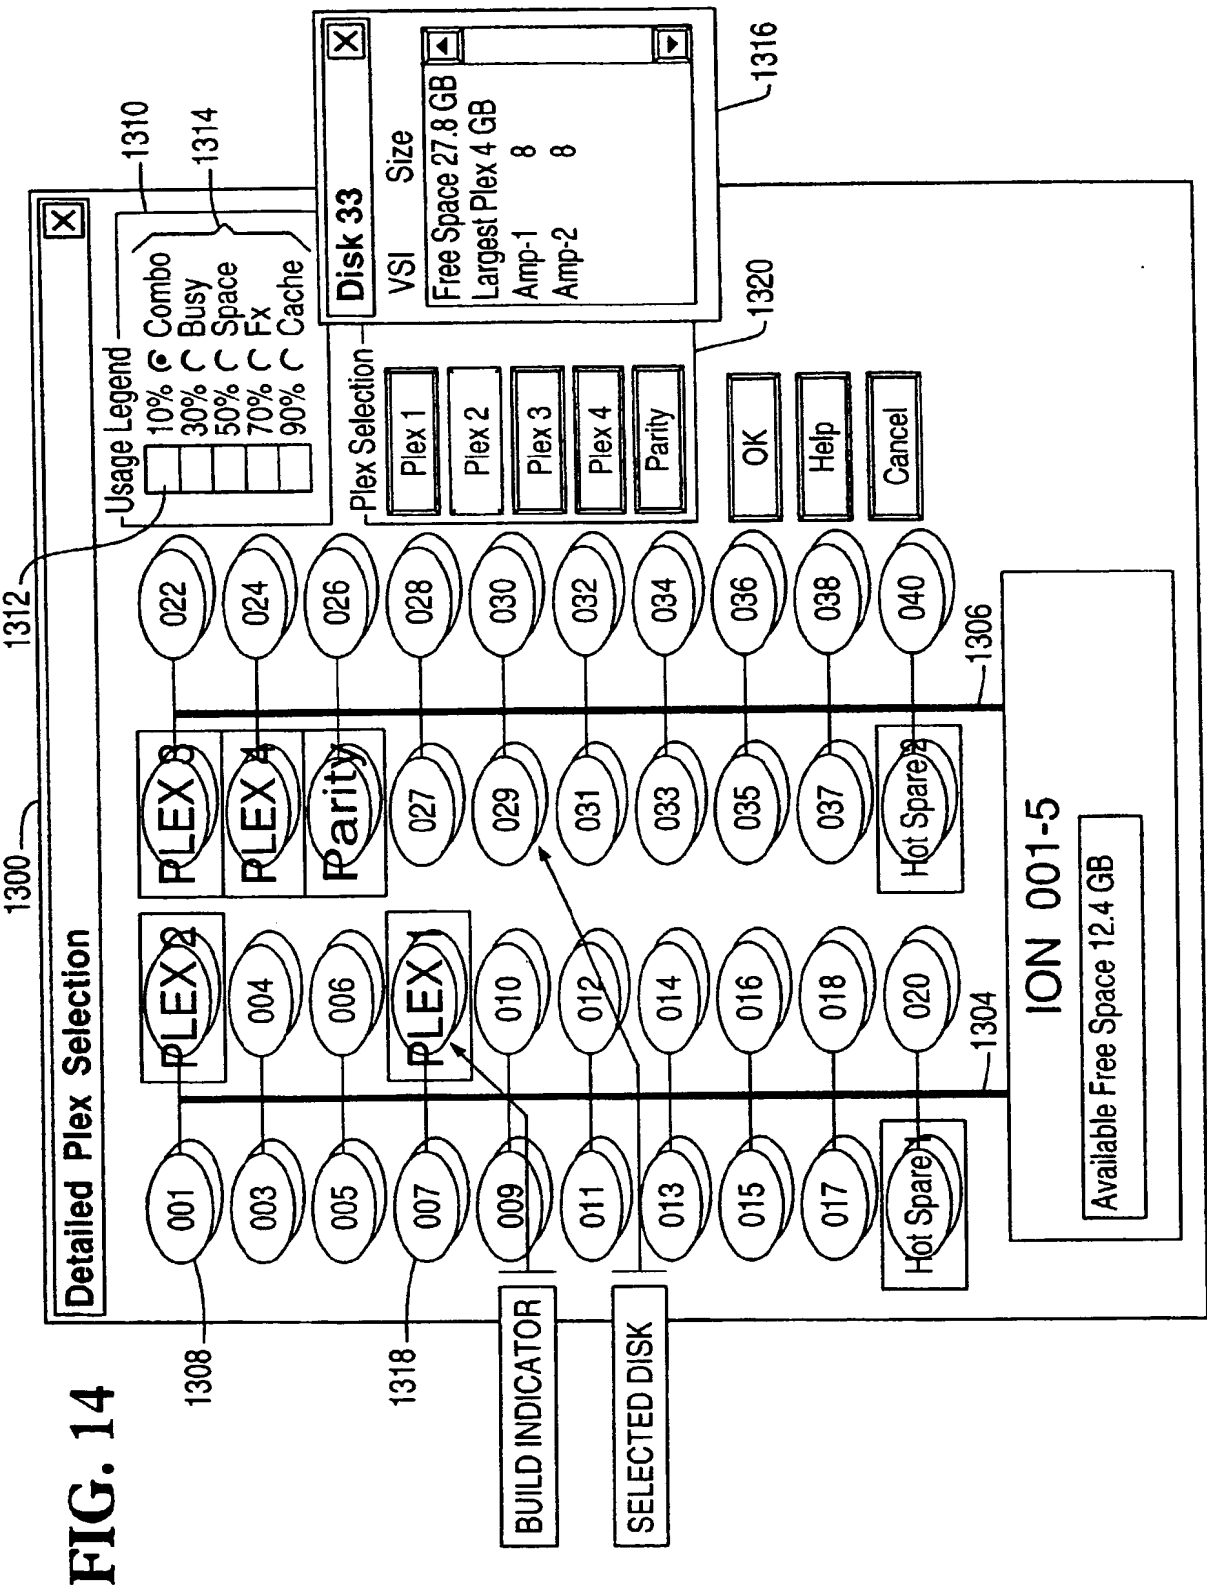 FIG. 14
1300
1312
1310
1314
Detailed Plex Selection
X
Usage Legend
10% Combo
30% Busy
50% Space
70% Fx
90% Cache
Disk 33
X
VSI Size
Free Space 27.8 GB
Largest Plex 4 GB
Amp-1 8
Amp-2 8
1316
1320
Plex Selection
Plex 1
Plex 2
Plex 3
Plex 4
Parity
OK
Help
Cancel
1308
1318
001 PLEX 2 PLEX 3 022
003 004 PLEX 4 024
005 006 Parity 026
007 PLEX 1 027 028
009 010 029 030
011 012 031 032
013 014 033 034
015 016 035 036
017 018 037 038
Hot Spare 1 020 Hot Spare 2 040
BUILD INDICATOR
SELECTED DISK
1304
1306
ION 001-5
Available Free Space 12.4 GB